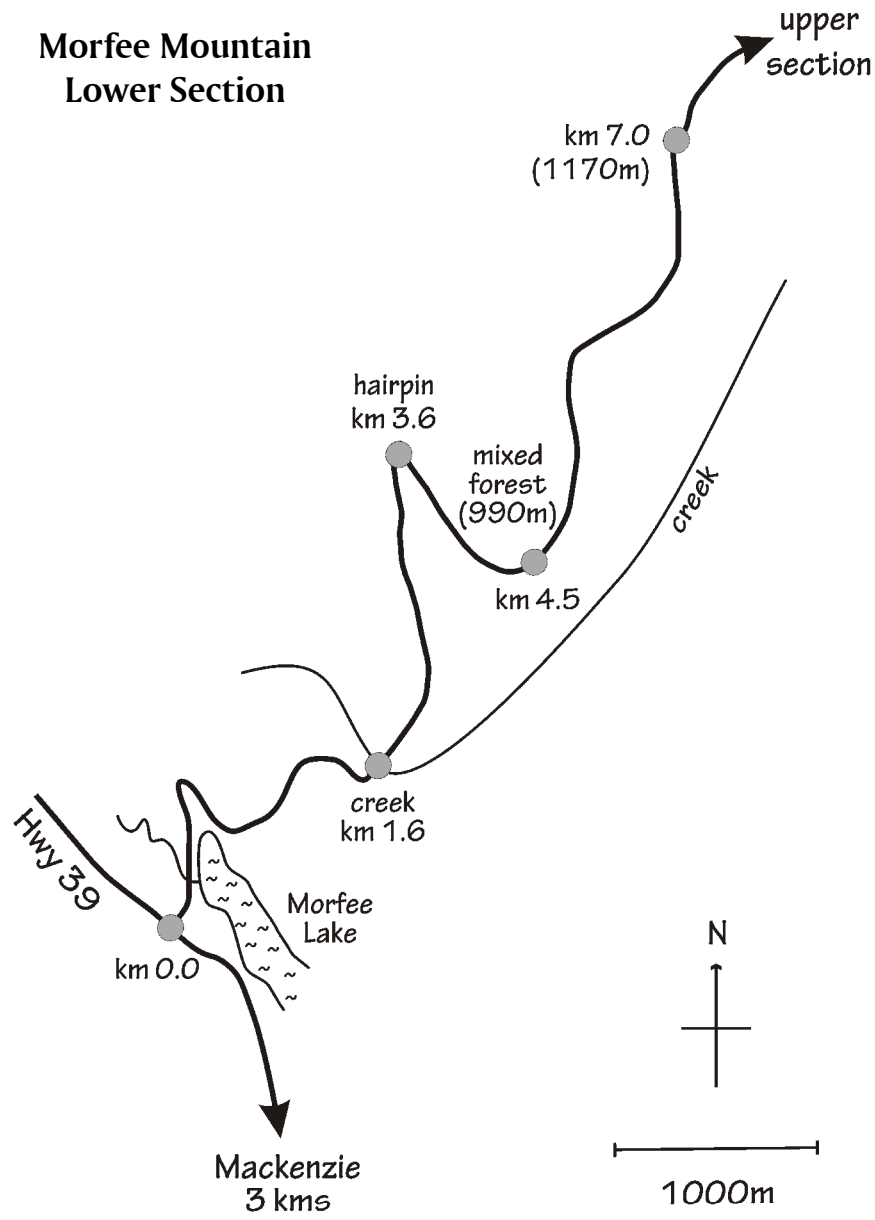 Morfee Mountain
Lower Section
upper
section
km 7.0
(1170m)
hairpin
km 3.6
mixed
forest
(990m)
creek
km 4.5
creek
km 1.6
Hwy 39
Morfee
Lake
km 0.0
N
Mackenzie
3 kms
1000m